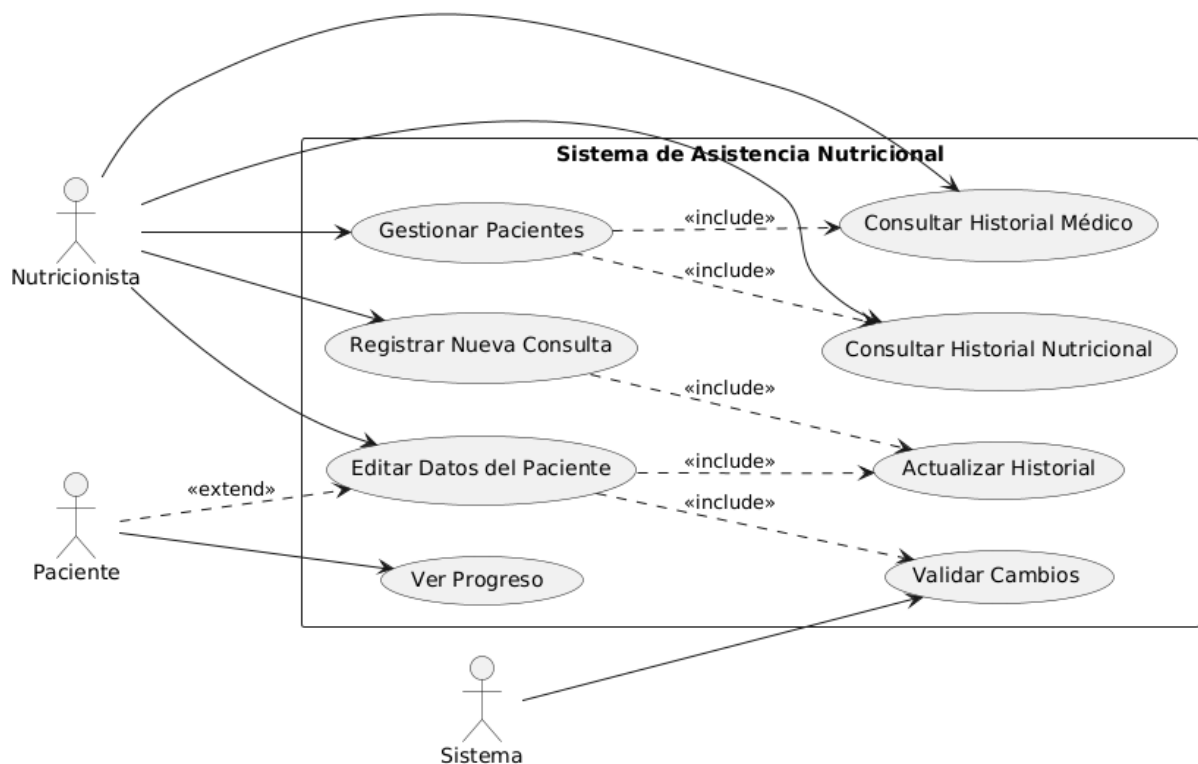 Sistema de Asistencia Nutricional
Nutricionista
Gestionar Pacientes
«include»
Consultar Historial Médico
«include»
Registrar Nueva Consulta
Consultar Historial Nutricional
«include»
Editar Datos del Paciente
«include»
Actualizar Historial
«extend»
«include»
Paciente
Ver Progreso
Validar Cambios
Sistema